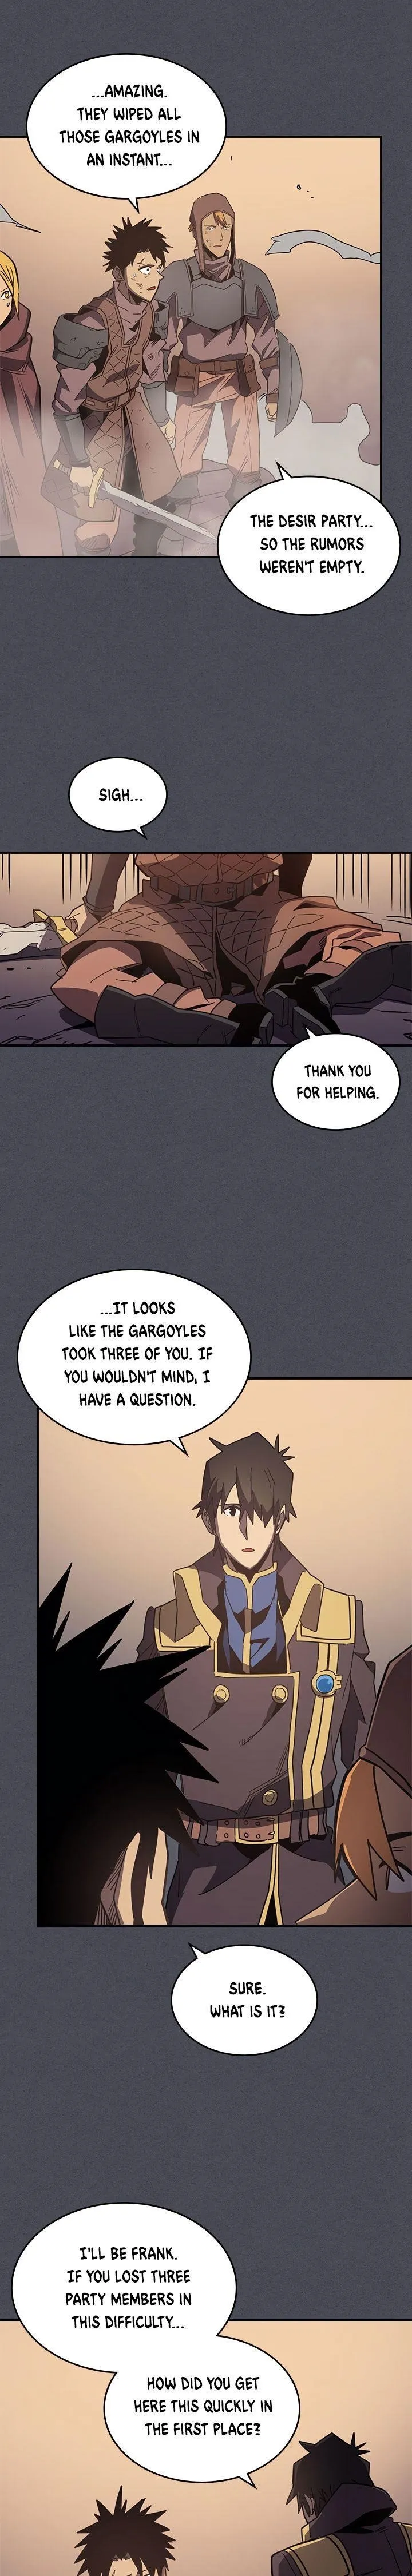 ...AMAZING.
THEY WIPED ALL
THOSE GARGOYLES IN
AN INSTANT...
THE DESIR PARTY...
SO THE RUMORS
WEREN'T EMPTY.
SIGH...
THANK YOU
FOR HELPING.
...IT LOOKS
LIKE THE GARGOYLES
TOOK THREE OF YOU. IF
YOU WOULDN'T MIND, I
HAVE A QUESTION.
SURE.
WHAT IS IT?
I'LL BE FRANK.
IF YOU LOST THREE
PARTY MEMBERS IN
THIS DIFFICULTY...
HOW DID YOU GET
HERE THIS QUICKLY IN
THE FIRST PLACE?